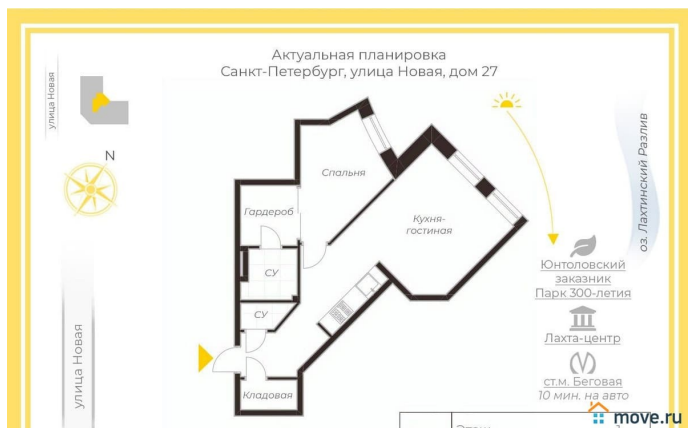 Актуальная планировка
Санкт-Петербург, улица Новая, дом 27
улица Новая
N
оз. Лахтинский Разлив
Спальня
Гардероб
Кухня-
гостиная
СУ
СУ
Кладовая
улица Новая
Юнтоловский
заказник
Парк 300-летия
Лахта-центр
ст.м. Беговая
10 мин. на авто
move.ru